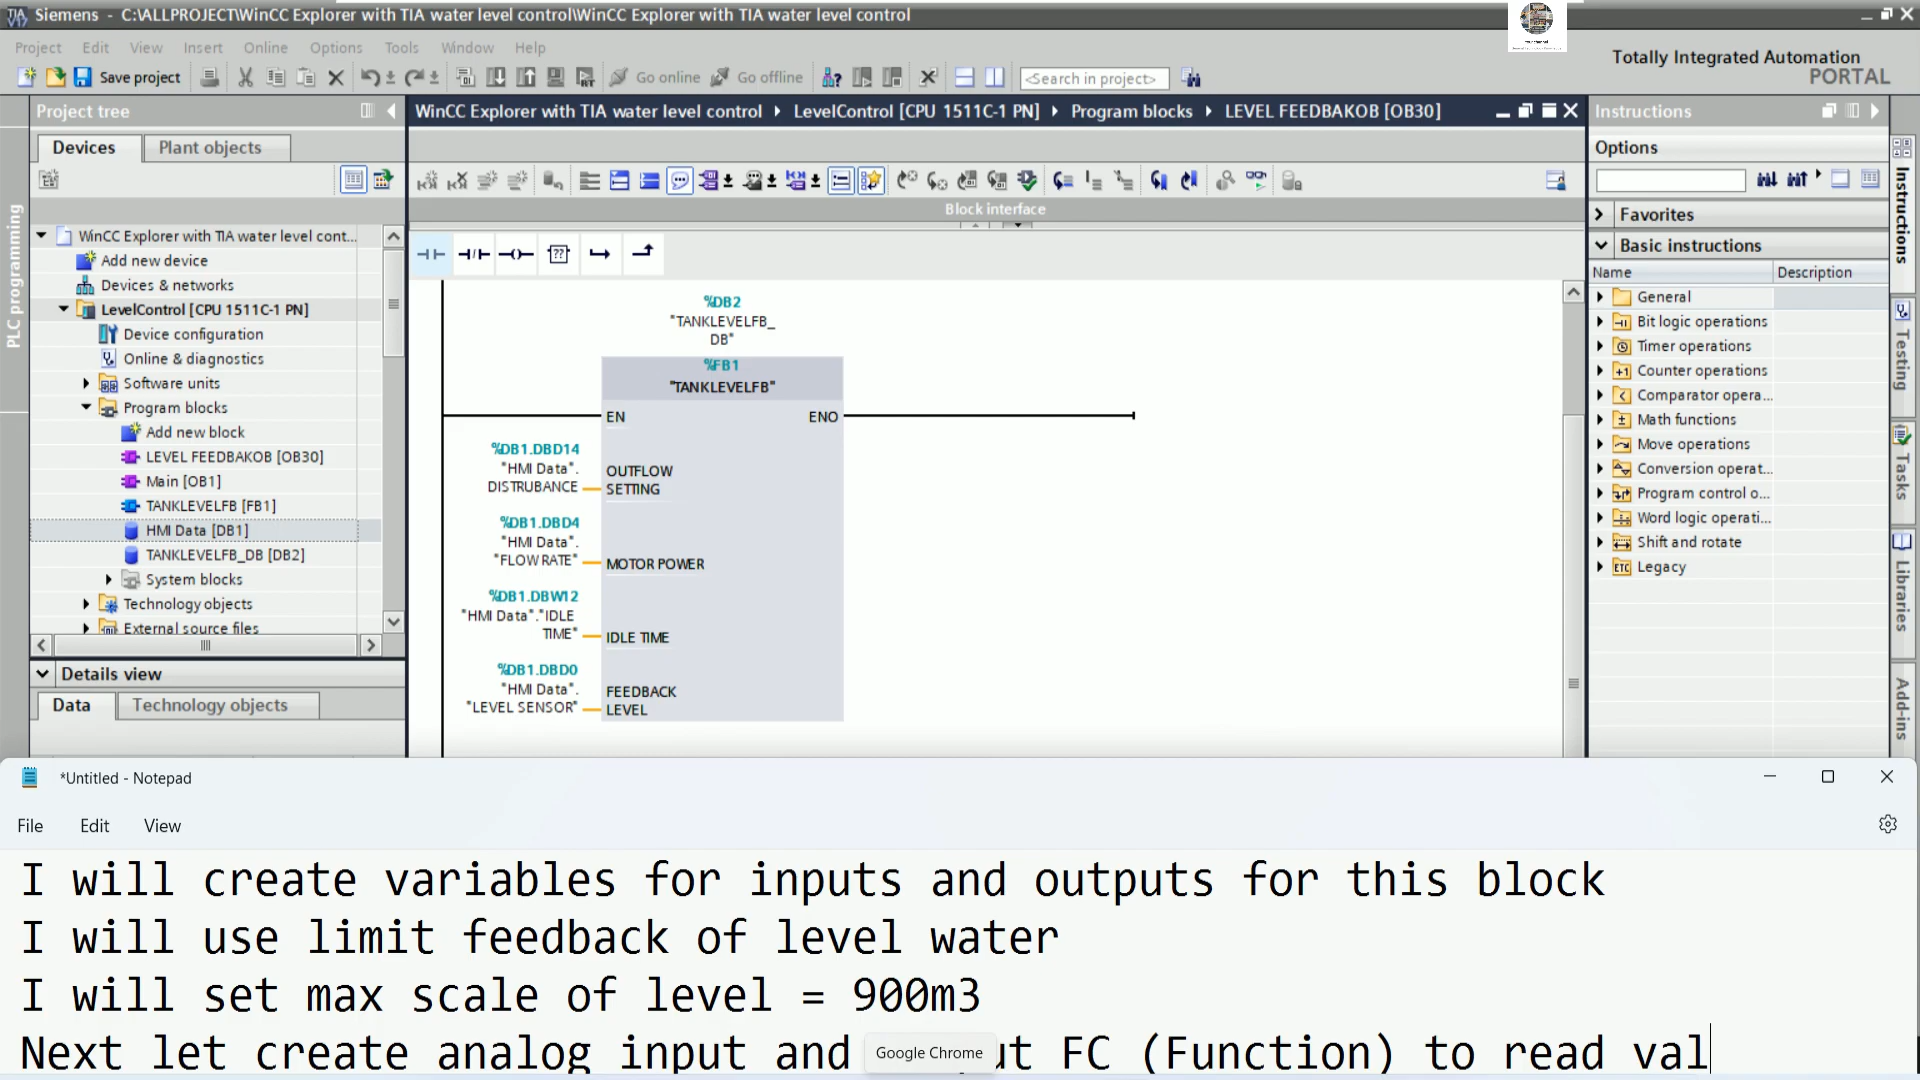 Siemens - C:\ALLPROJECT\WinCC Explorer with TIA water level control\WinCC Explorer with TIA water level control
Project Edit View Insert Online Options Tools Window Help
Totally Integrated Automation
PORTAL
Save project
Go online
Go offline
<Search in project>
Project tree
WinCC Explorer with TIA water level control
LevelControl [CPU 1511C-1 PN]
Program blocks
LEVEL FEEDBAKOB [OB30]
Instructions
Devices
Plant objects
Options
PLC programming
Block interface
WinCC Explorer with TIA water level cont...
Add new device
Devices & networks
LevelControl [CPU 1511C-1 PN]
Device configuration
Online & diagnostics
Software units
Program blocks
Add new block
LEVEL FEEDBAKOB [OB30]
Main [OB1]
TANKLEVELFB [FB1]
HMI Data [DB1]
TANKLEVELFB_DB [DB2]
System blocks
Technology objects
External source files
Details view
Data
Technology objects
??
%DB2
"TANKLEVELFB_
DB"
%FB1
"TANKLEVELFB"
EN
ENO
%DB1.DBD14
"HMI Data".
DISTRUBANCE
OUTFLOW
SETTING
%DB1.DBD4
"HMI Data".
"FLOW RATE"
MOTOR POWER
%DB1.DBW12
"HMI Data"."IDLE
TIME"
IDLE TIME
%DB1.DBD0
"HMI Data".
"LEVEL SENSOR"
FEEDBACK
LEVEL
Favorites
Basic instructions
Name
Description
General
Bit logic operations
Timer operations
Counter operations
Comparator opera...
Math functions
Move operations
Conversion operat...
Program control o...
Word logic operati...
Shift and rotate
Legacy
Instructions
Testing
Tasks
Libraries
Add-ins
*Untitled - Notepad
File
Edit
View
I will create variables for inputs and outputs for this block
I will use limit feedback of level water
I will set max scale of level = 900m3
Next let create analog input and ut FC (Function) to read val
Google Chrome